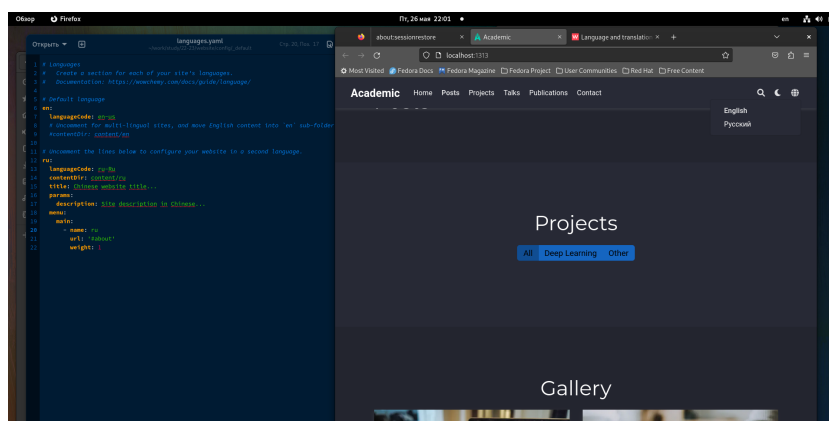 Обзор Firefox Пт, 26 мая 22:01 en
Открыть languages.yaml
# Languages
# Create a section for each of your site's languages.
# Documentation: https://wowchemy.com/docs/guide/language/
# Default language
en:
languageCode: en-us
# Uncomment for multi-lingual sites, and move English content into `en` sub-folder
#contentDir: content/en
# Uncomment the lines below to configure your website in a second language.
ru:
languageCode: ru-Ru
contentDir: content/ru
title: Chinese website title...
params:
description: Site description in Chinese...
menu:
main:
- name: ru
url: '#about'
weight: 1
about:sessionrestore Academic Language and translation
localhost:1313
Most Visited Fedora Docs Fedora Magazine Fedora Project User Communities Red Hat Free Content
Academic Home Posts Projects Talks Publications Contact
English
Русский
Projects
All Deep Learning Other
Gallery